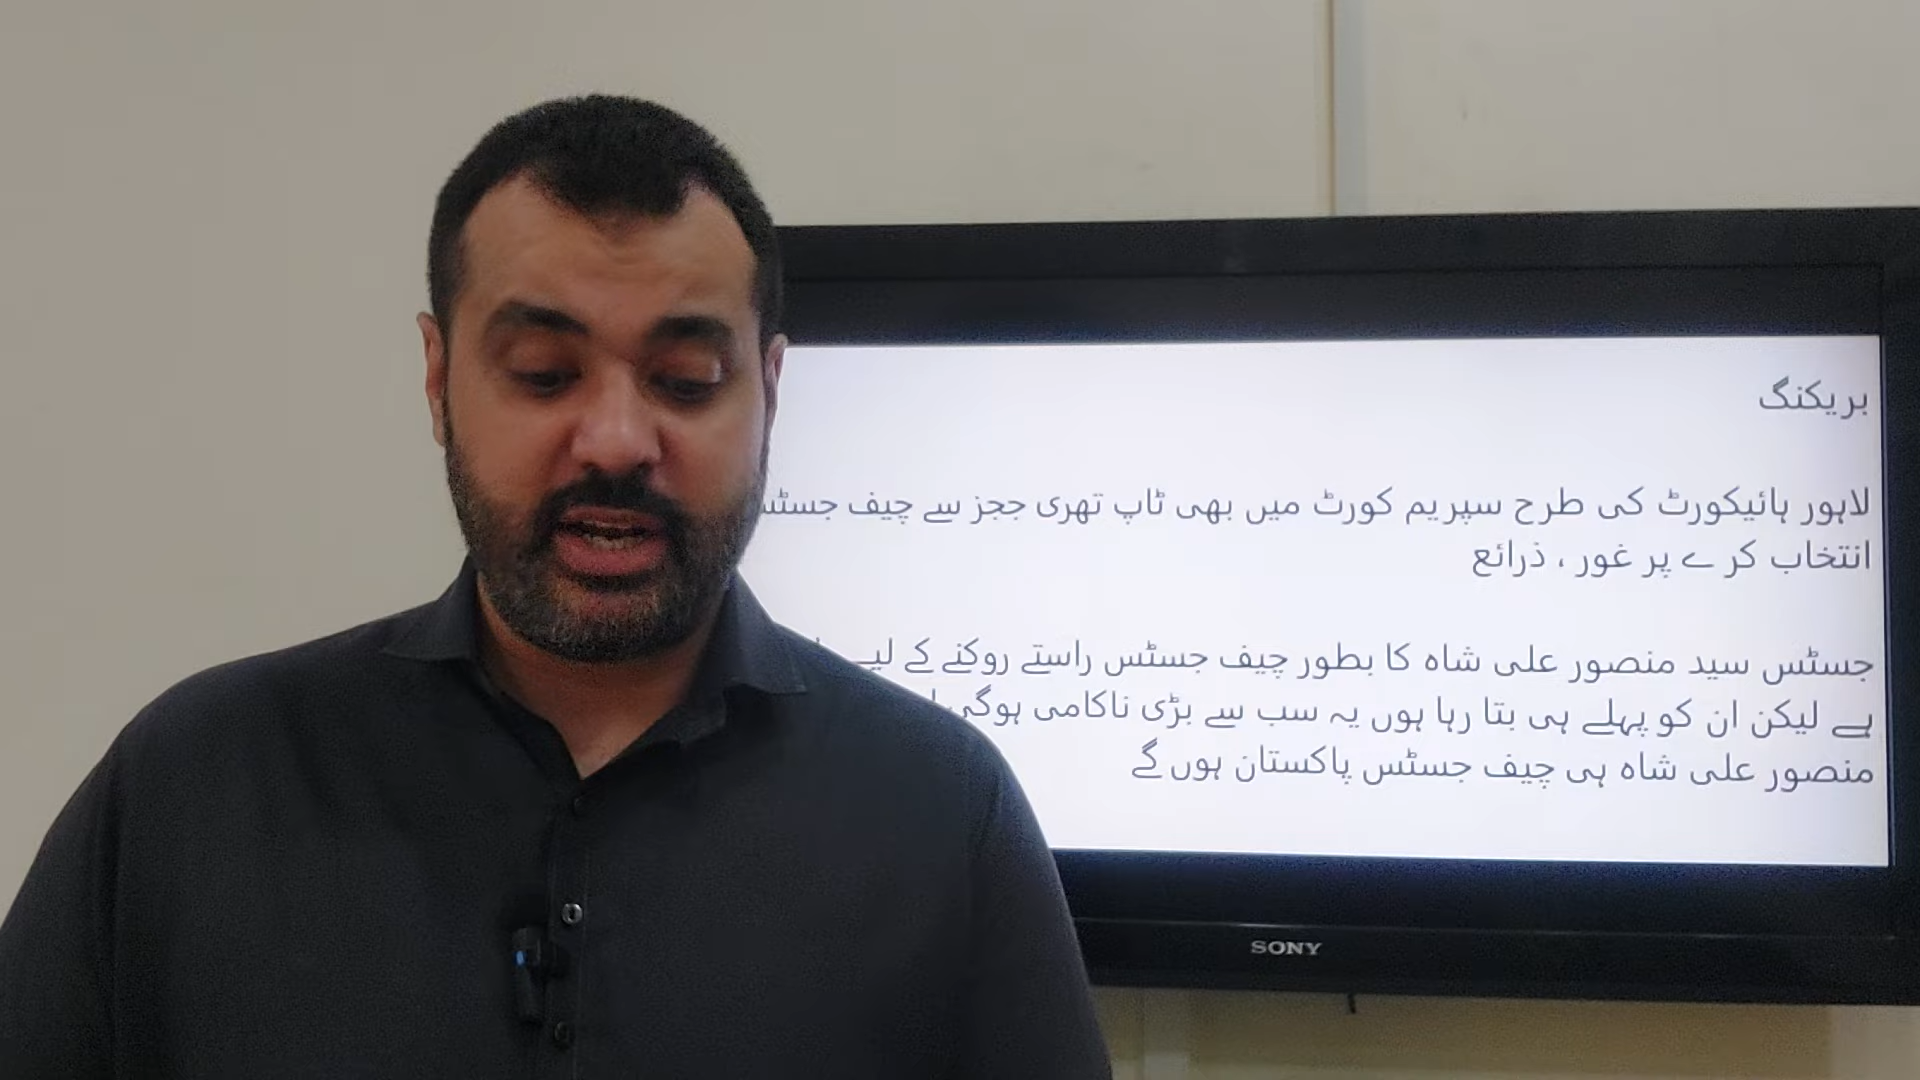 بریکنگ
لاہور ہائیکورٹ کی طرح سپریم کورٹ میں بھی ٹاپ تھری ججز سے چیف جسٹس
انتخاب کر ے پر غور ، ذرائع
جسٹس سید منصور علی شاہ کا بطور چیف جسٹس راستے روکنے کے لیے
ہے لیکن ان کو پہلے ہی بتا رہا ہوں یہ سب سے بڑی ناکامی ہوگی
منصور علی شاہ ہی چیف جسٹس پاکستان ہوں گے
SONY